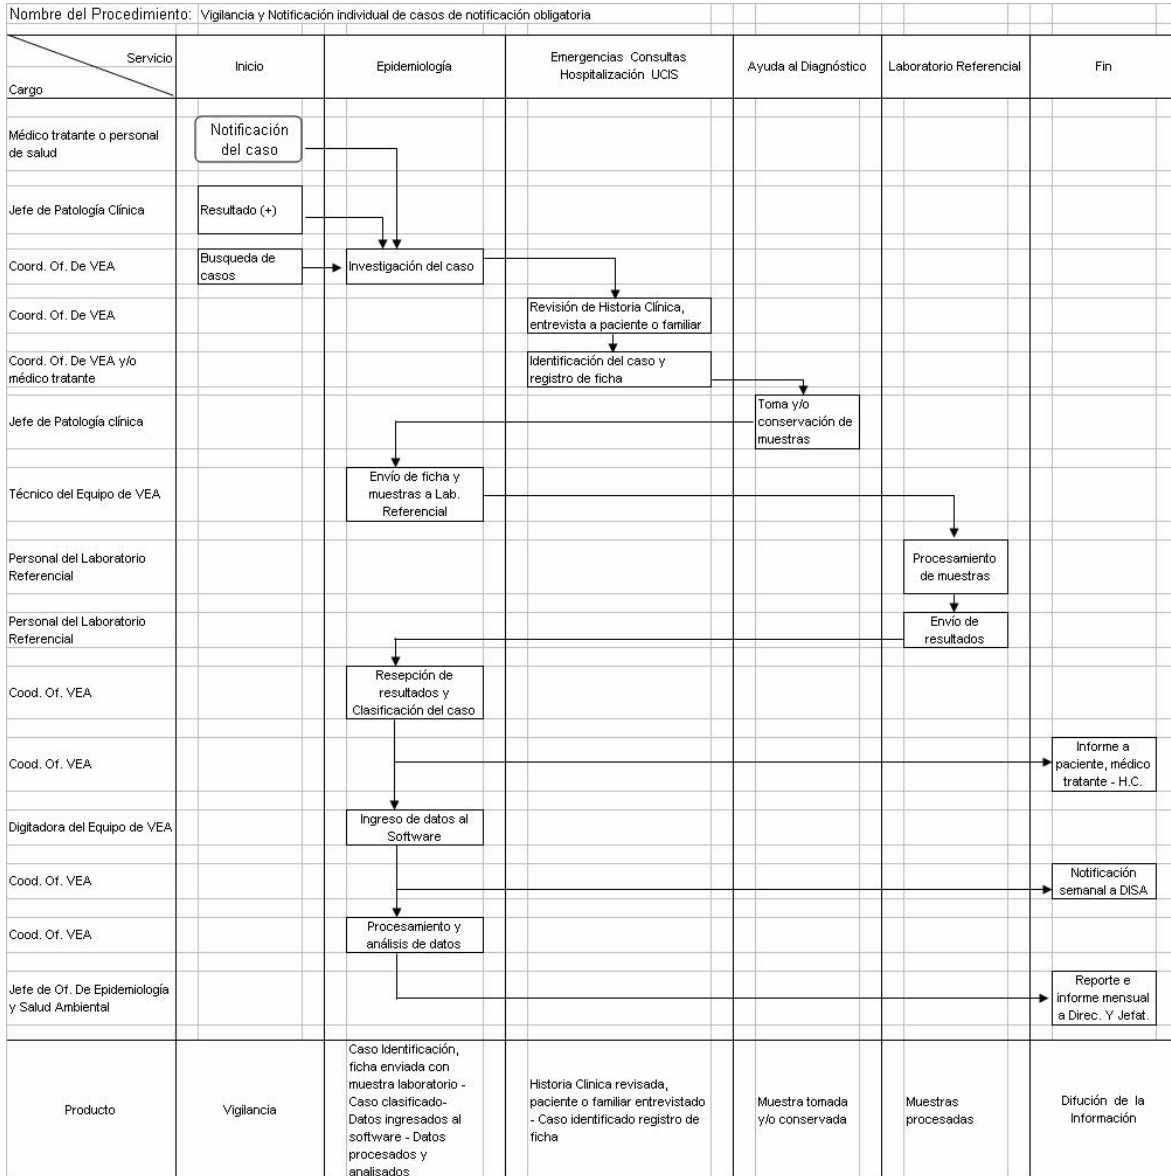 Nombre del Procedimiento: Vigilancia y Notificación individual de casos de notificación obligatoria
Servicio
Cargo
Inicio
Epidemiología
Emergencias Consultas
Hospitalización UCIS
Ayuda al Diagnóstico
Laboratorio Referencial
Fin
Médico tratante o personal
de salud
Notificación
del caso
Jefe de Patología Clínica
Resultado (+)
Coord. Of. De VEA
Busqueda de
casos
Investigación del caso
Coord. Of. De VEA
Revisión de Historia Clínica,
entrevista a paciente o familiar
Coord. Of. De VEA y/o
médico tratante
Identificación del caso y
registro de ficha
Jefe de Patología clínica
Toma y/o
conservación de
muestras
Técnico del Equipo de VEA
Envío de ficha y
muestras a Lab.
Referencial
Personal del Laboratorio
Referencial
Procesamiento
de muestras
Personal del Laboratorio
Referencial
Envío de
resultados
Cood. Of. VEA
Resepción de
resultados y
Clasificación del caso
Cood. Of. VEA
Informe a
paciente, médico
tratante - H.C.
Digitadora del Equipo de VEA
Ingreso de datos al
Software
Cood. Of. VEA
Notificación
semanal a DISA
Cood. Of. VEA
Procesamiento y
análisis de datos
Jefe de Of. De Epidemiología
y Salud Ambiental
Reporte e
informe mensual
a Direc. Y Jefat.
Producto
Vigilancia
Caso Identificación,
ficha enviada con
muestra laboratorio -
Caso clasificado-
Datos ingresados al
software - Datos
procesados y
analisados
Historia Clinica revisada,
paciente o familiar entrevistado
- Caso identificado registro de
ficha
Muestra tomada
y/o conservada
Muestras
procesadas
Difución de la
Información